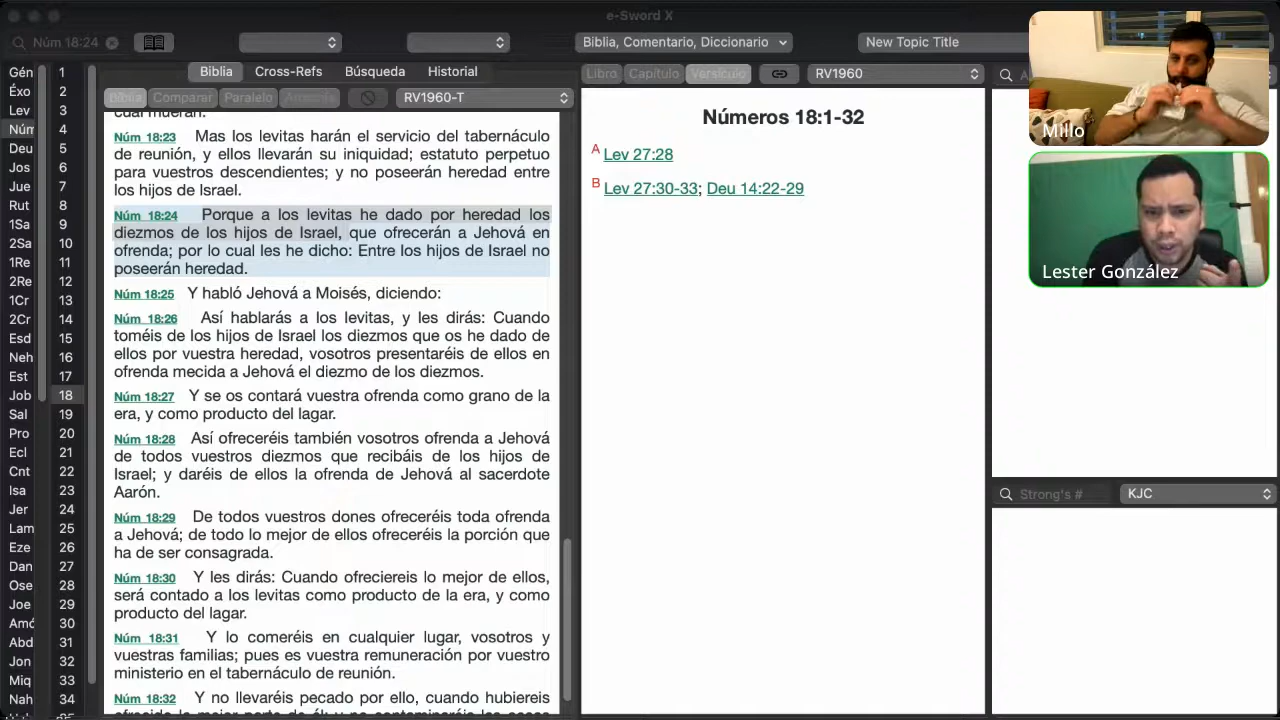 e-Sword X
Núm 18:24
Biblia, Comentario, Diccionario
New Topic Title
Biblia
Cross-Refs
Búsqueda
Historial
Biblia
Comparar
Paralelo
RV1960-T
Libro
Capítulo
Versículo
RV1960
Gén
Éxo
Lev
Núm
Deu
Jos
Jue
Rut
1Sa
2Sa
1Re
2Re
1Cr
2Cr
Esd
Neh
Est
Job
Sal
Pro
Ecl
Cnt
Isa
Jer
Lam
Eze
Dan
Ose
Joe
Amó
Abd
Jon
Miq
Nah
1
2
3
4
5
6
7
8
9
10
11
12
13
14
15
16
17
18
19
20
21
22
23
24
25
26
27
28
29
30
31
32
33
34
Núm 18:23 Mas los levitas harán el servicio del tabernáculo
de reunión, y ellos llevarán su iniquidad; estatuto perpetuo
para vuestros descendientes; y no poseerán heredad entre
los hijos de Israel.
Núm 18:24 Porque a los levitas he dado por heredad los
diezmos de los hijos de Israel, que ofrecerán a Jehová en
ofrenda; por lo cual les he dicho: Entre los hijos de Israel no
poseerán heredad.
Núm 18:25 Y habló Jehová a Moisés, diciendo:
Núm 18:26 Así hablarás a los levitas, y les dirás: Cuando
toméis de los hijos de Israel los diezmos que os he dado de
ellos por vuestra heredad, vosotros presentaréis de ellos en
ofrenda mecida a Jehová el diezmo de los diezmos.
Núm 18:27 Y se os contará vuestra ofrenda como grano de la
era, y como producto del lagar.
Núm 18:28 Así ofreceréis también vosotros ofrenda a Jehová
de todos vuestros diezmos que recibáis de los hijos de
Israel; y daréis de ellos la ofrenda de Jehová al sacerdote
Aarón.
Núm 18:29 De todos vuestros dones ofreceréis toda ofrenda
a Jehová; de todo lo mejor de ellos ofreceréis la porción que
ha de ser consagrada.
Núm 18:30 Y les dirás: Cuando ofreciereis lo mejor de ellos,
será contado a los levitas como producto de la era, y como
producto del lagar.
Núm 18:31 Y lo comeréis en cualquier lugar, vosotros y
vuestras familias; pues es vuestra remuneración por vuestro
ministerio en el tabernáculo de reunión.
Núm 18:32 Y no llevaréis pecado por ello, cuando hubiereis
Números 18:1-32
A Lev 27:28
B Lev 27:30-33; Deu 14:22-29
Millo
Lester González
Strong's #
KJC